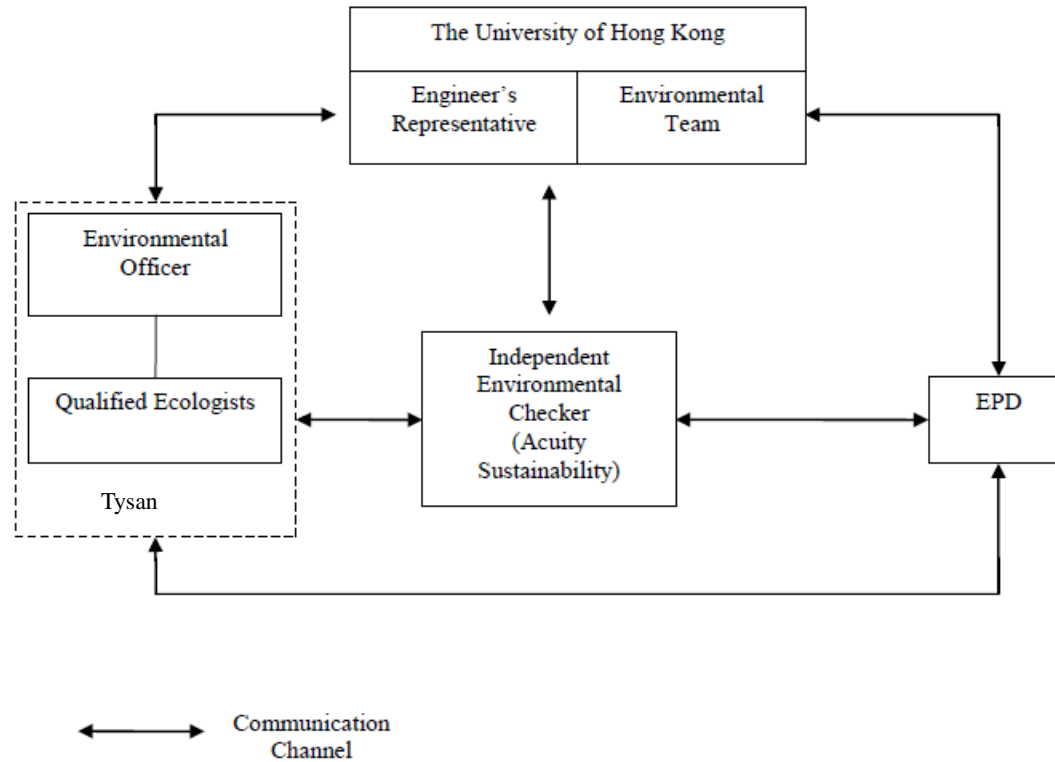 The University of Hong Kong
Engineer’s
Representative
Environmental
Team
Environmental
Officer
Qualified Ecologists
Tysan
Independent
Environmental
Checker
(Acuity
Sustainability)
EPD
Communication
Channel